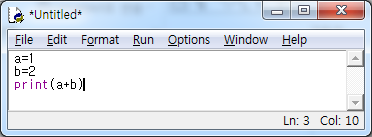 *Untitled*
File Edit Format Run Options Window Help
a=1
b=2
print(a+b)
Ln: 3 Col: 10